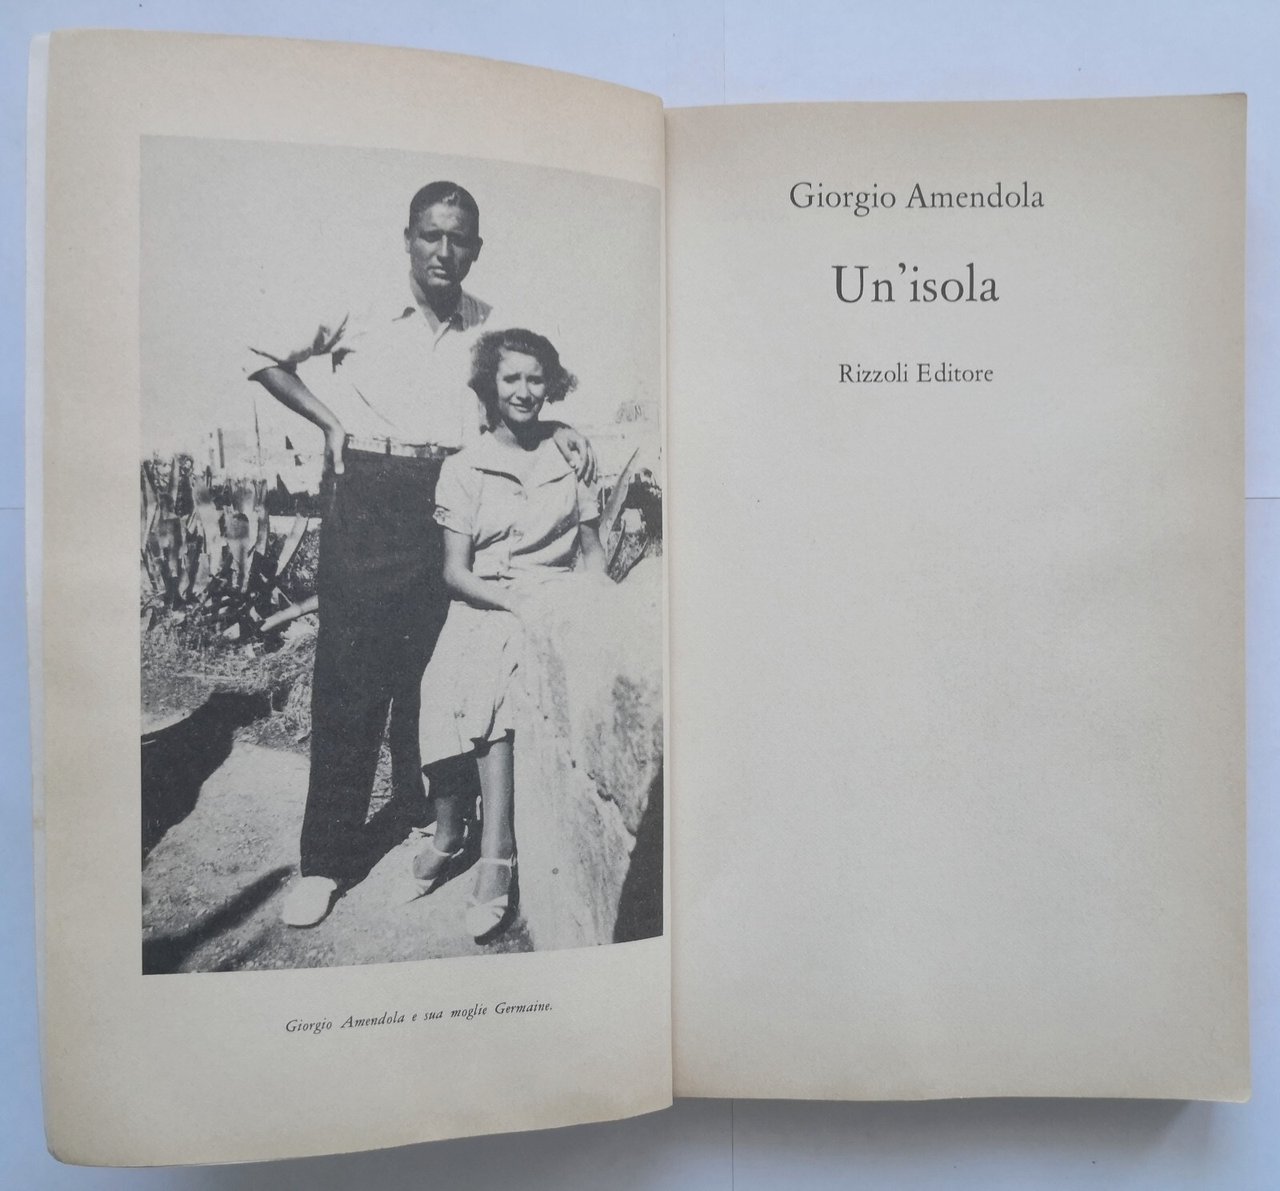 Giorgio Amendola e sua moglie Germaine.
Giorgio Amendola
Un'isola
Rizzoli Editore